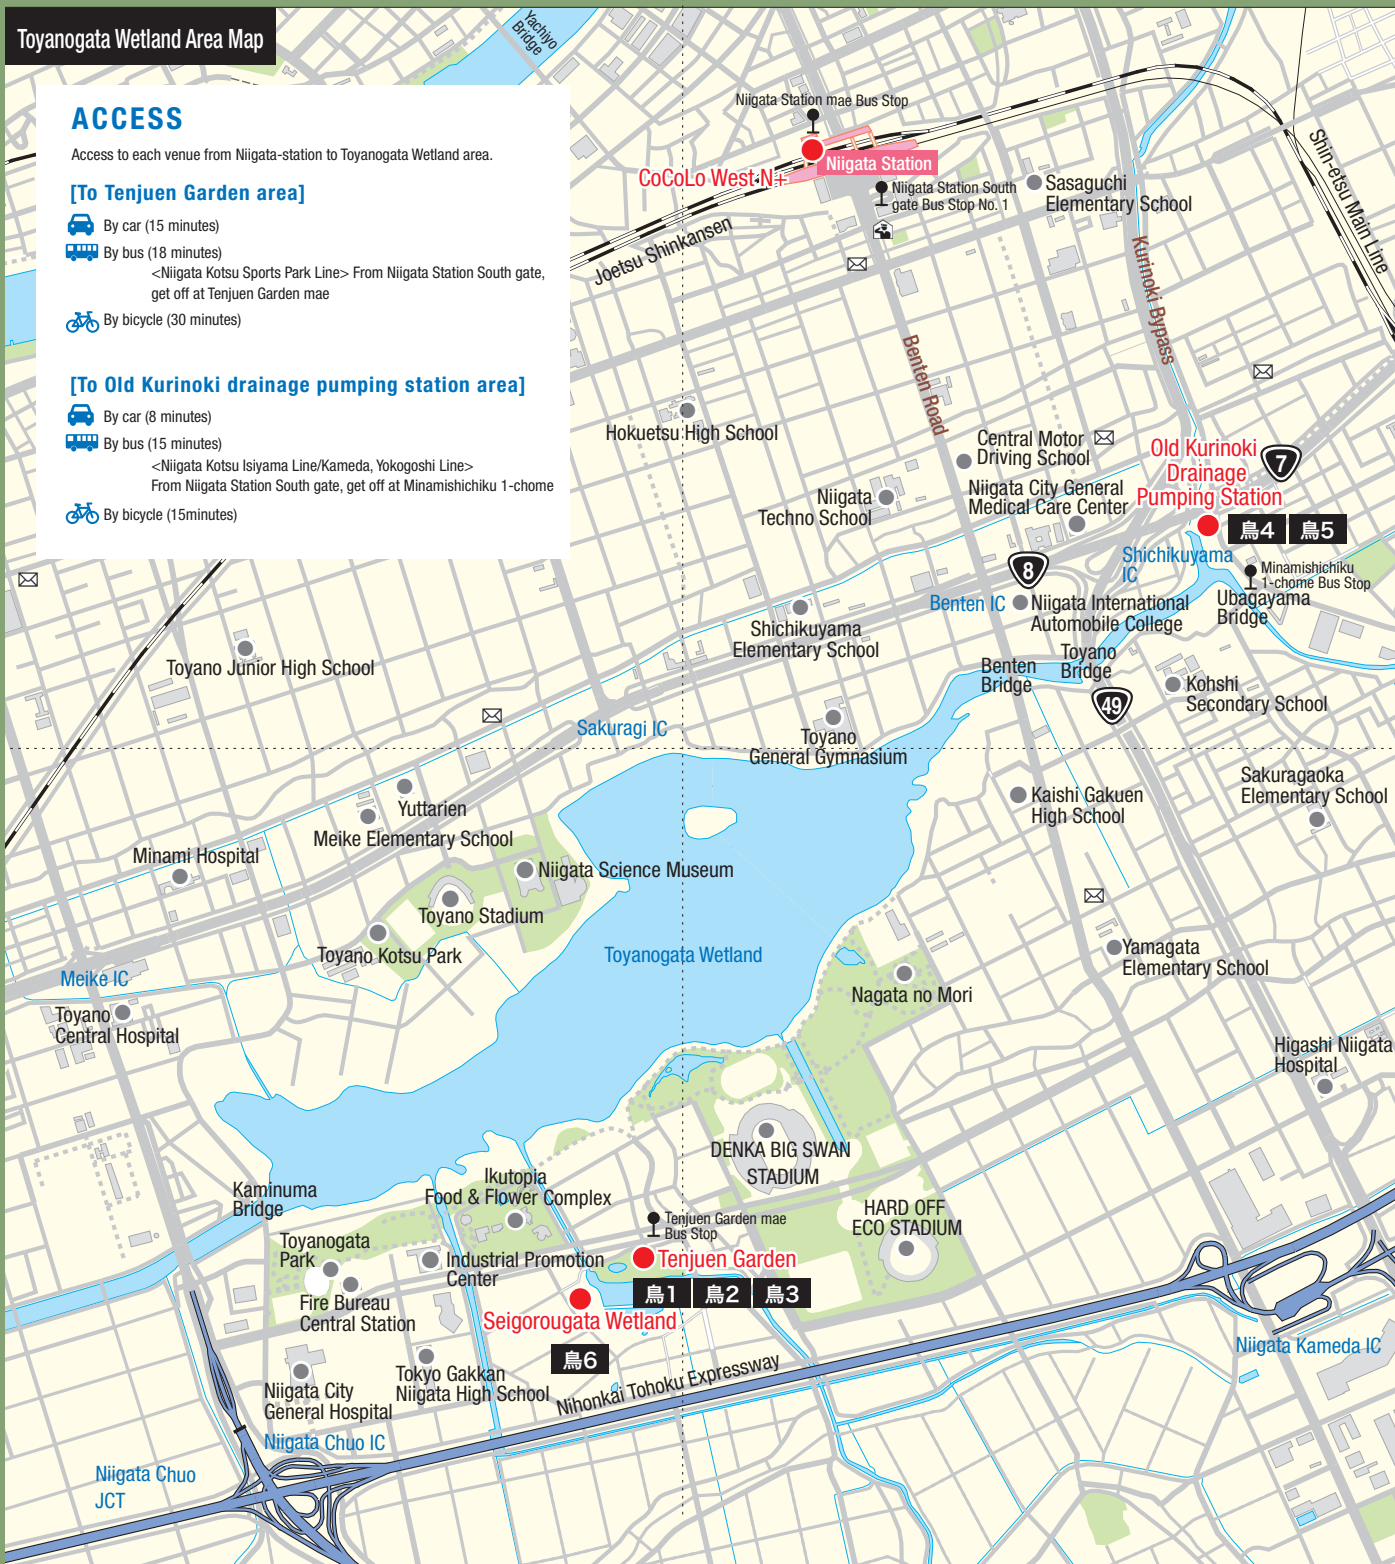 Toyanogata Wetland Area Map
Yachiyo
Bridge
ACCESS
Access to each venue from Niigata-station to Toyanogata Wetland area.
[To Tenjuen Garden area]
By car (15 minutes)
By bus (18 minutes)
<Niigata Kotsu Sports Park Line> From Niigata Station South gate,
get off at Tenjuen Garden mae
By bicycle (30 minutes)
[To Old Kurinoki drainage pumping station area]
By car (8 minutes)
By bus (15 minutes)
<Niigata Kotsu Isiyama Line/Kameda, Yokogoshi Line>
From Niigata Station South gate, get off at Minamishichiku 1-chome
By bicycle (15minutes)
Niigata Station mae Bus Stop
Niigata Station
CoCoLo West N+
Niigata Station South
gate Bus Stop No. 1
Sasaguchi
Elementary School
Shin-etsu Main Line
Joetsu Shinkansen
Kurinoki Bypass
Benten Road
Hokuetsu High School
Central Motor
Driving School
Old Kurinoki
Drainage
Pumping Station
7
Niigata
Techno School
Niigata City General
Medical Care Center
鳥4
鳥5
Shichikuyama
IC
Minamishichiku
1-chome Bus Stop
8
Benten IC
Niigata International
Automobile College
Ubagayama
Bridge
Shichikuyama
Elementary School
Toyano Junior High School
Benten
Bridge
Toyano
Bridge
Kohshi
Secondary School
49
Sakuragi IC
Toyano
General Gymnasium
Sakuragaoka
Elementary School
Yuttarien
Kaishi Gakuen
High School
Meike Elementary School
Minami Hospital
Niigata Science Museum
Toyano Stadium
Toyano Kotsu Park
Toyanogata Wetland
Yamagata
Elementary School
Meike IC
Nagata no Mori
Toyano
Central Hospital
Higashi Niigata
Hospital
DENKA BIG SWAN
STADIUM
Kaminuma
Bridge
Ikutopia
Food & Flower Complex
HARD OFF
ECO STADIUM
Tenjuen Garden mae
Bus Stop
Toyanogata
Park
Industrial Promotion
Center
Tenjuen Garden
鳥1
鳥2
鳥3
Fire Bureau
Central Station
Seigorougata Wetland
鳥6
Niigata Kameda IC
Tokyo Gakkan
Niigata High School
Nihonkai Tohoku Expressway
Niigata City
General Hospital
Niigata Chuo IC
Niigata Chuo
JCT